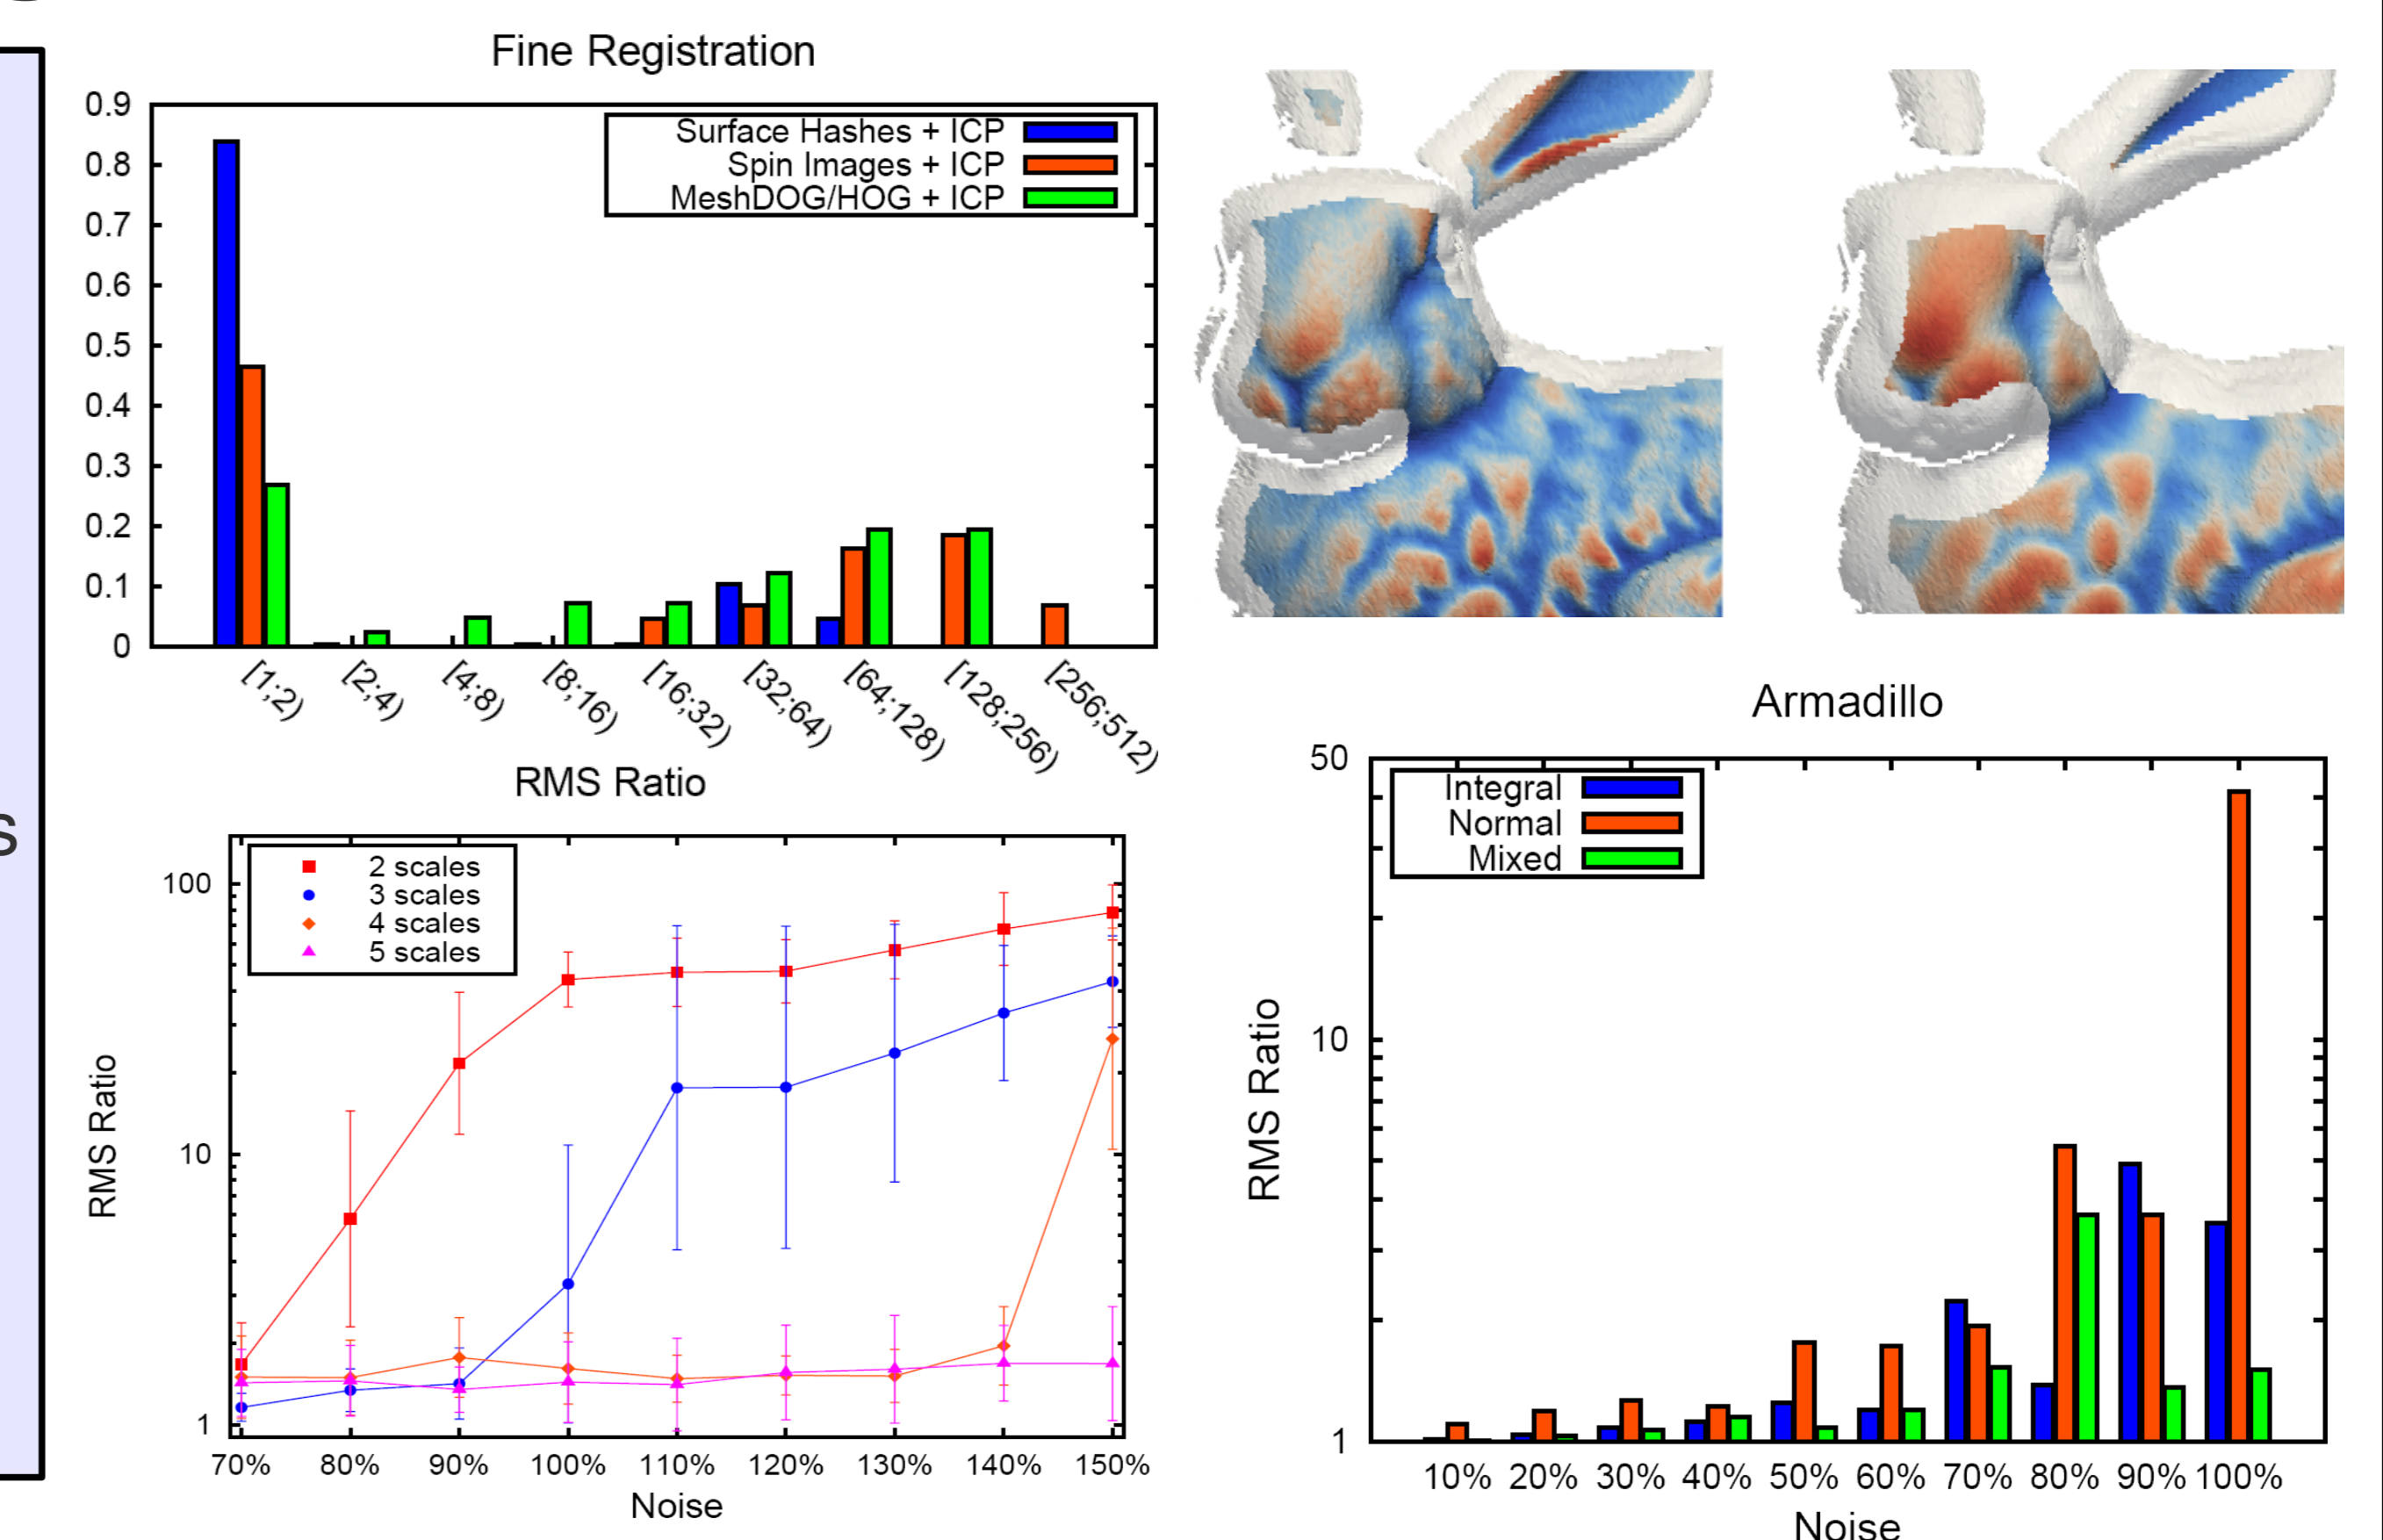 s
Fine Registration
0.9
0.8
0.7
0.6
0.5
0.4
0.3
0.2
0.1
0
Surface Hashes + ICP
Spin Images + ICP
MeshDOG/HOG + ICP
[1;2)
[2;4)
[4;8)
[8;16)
[16;32)
[32;64)
[64;128)
[128;256)
[256;512)
RMS Ratio
100
10
1
RMS Ratio
2 scales
3 scales
4 scales
5 scales
70% 80% 90% 100% 110% 120% 130% 140% 150%
Noise
Armadillo
50
10
1
RMS Ratio
Integral
Normal
Mixed
10% 20% 30% 40% 50% 60% 70% 80% 90% 100%
Noise